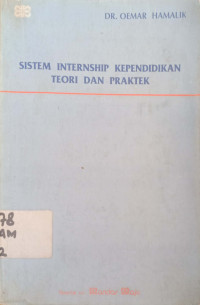 DR. OEMAR HAMALIK
SISTEM INTERNSHIP KEPENDIDIKAN
TEORI DAN PRAKTEK
78
AM
2